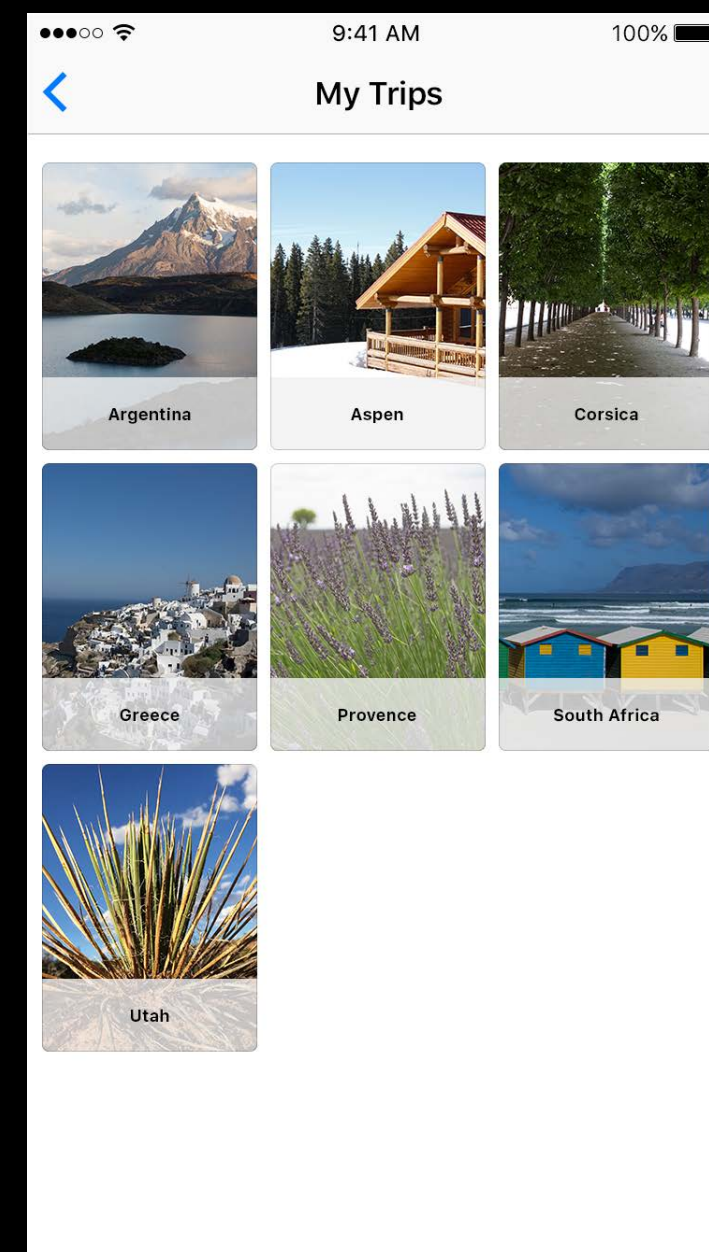 9:41 AM 100%
My Trips
Argentina Aspen Corsica
Greece Provence South Africa
Utah